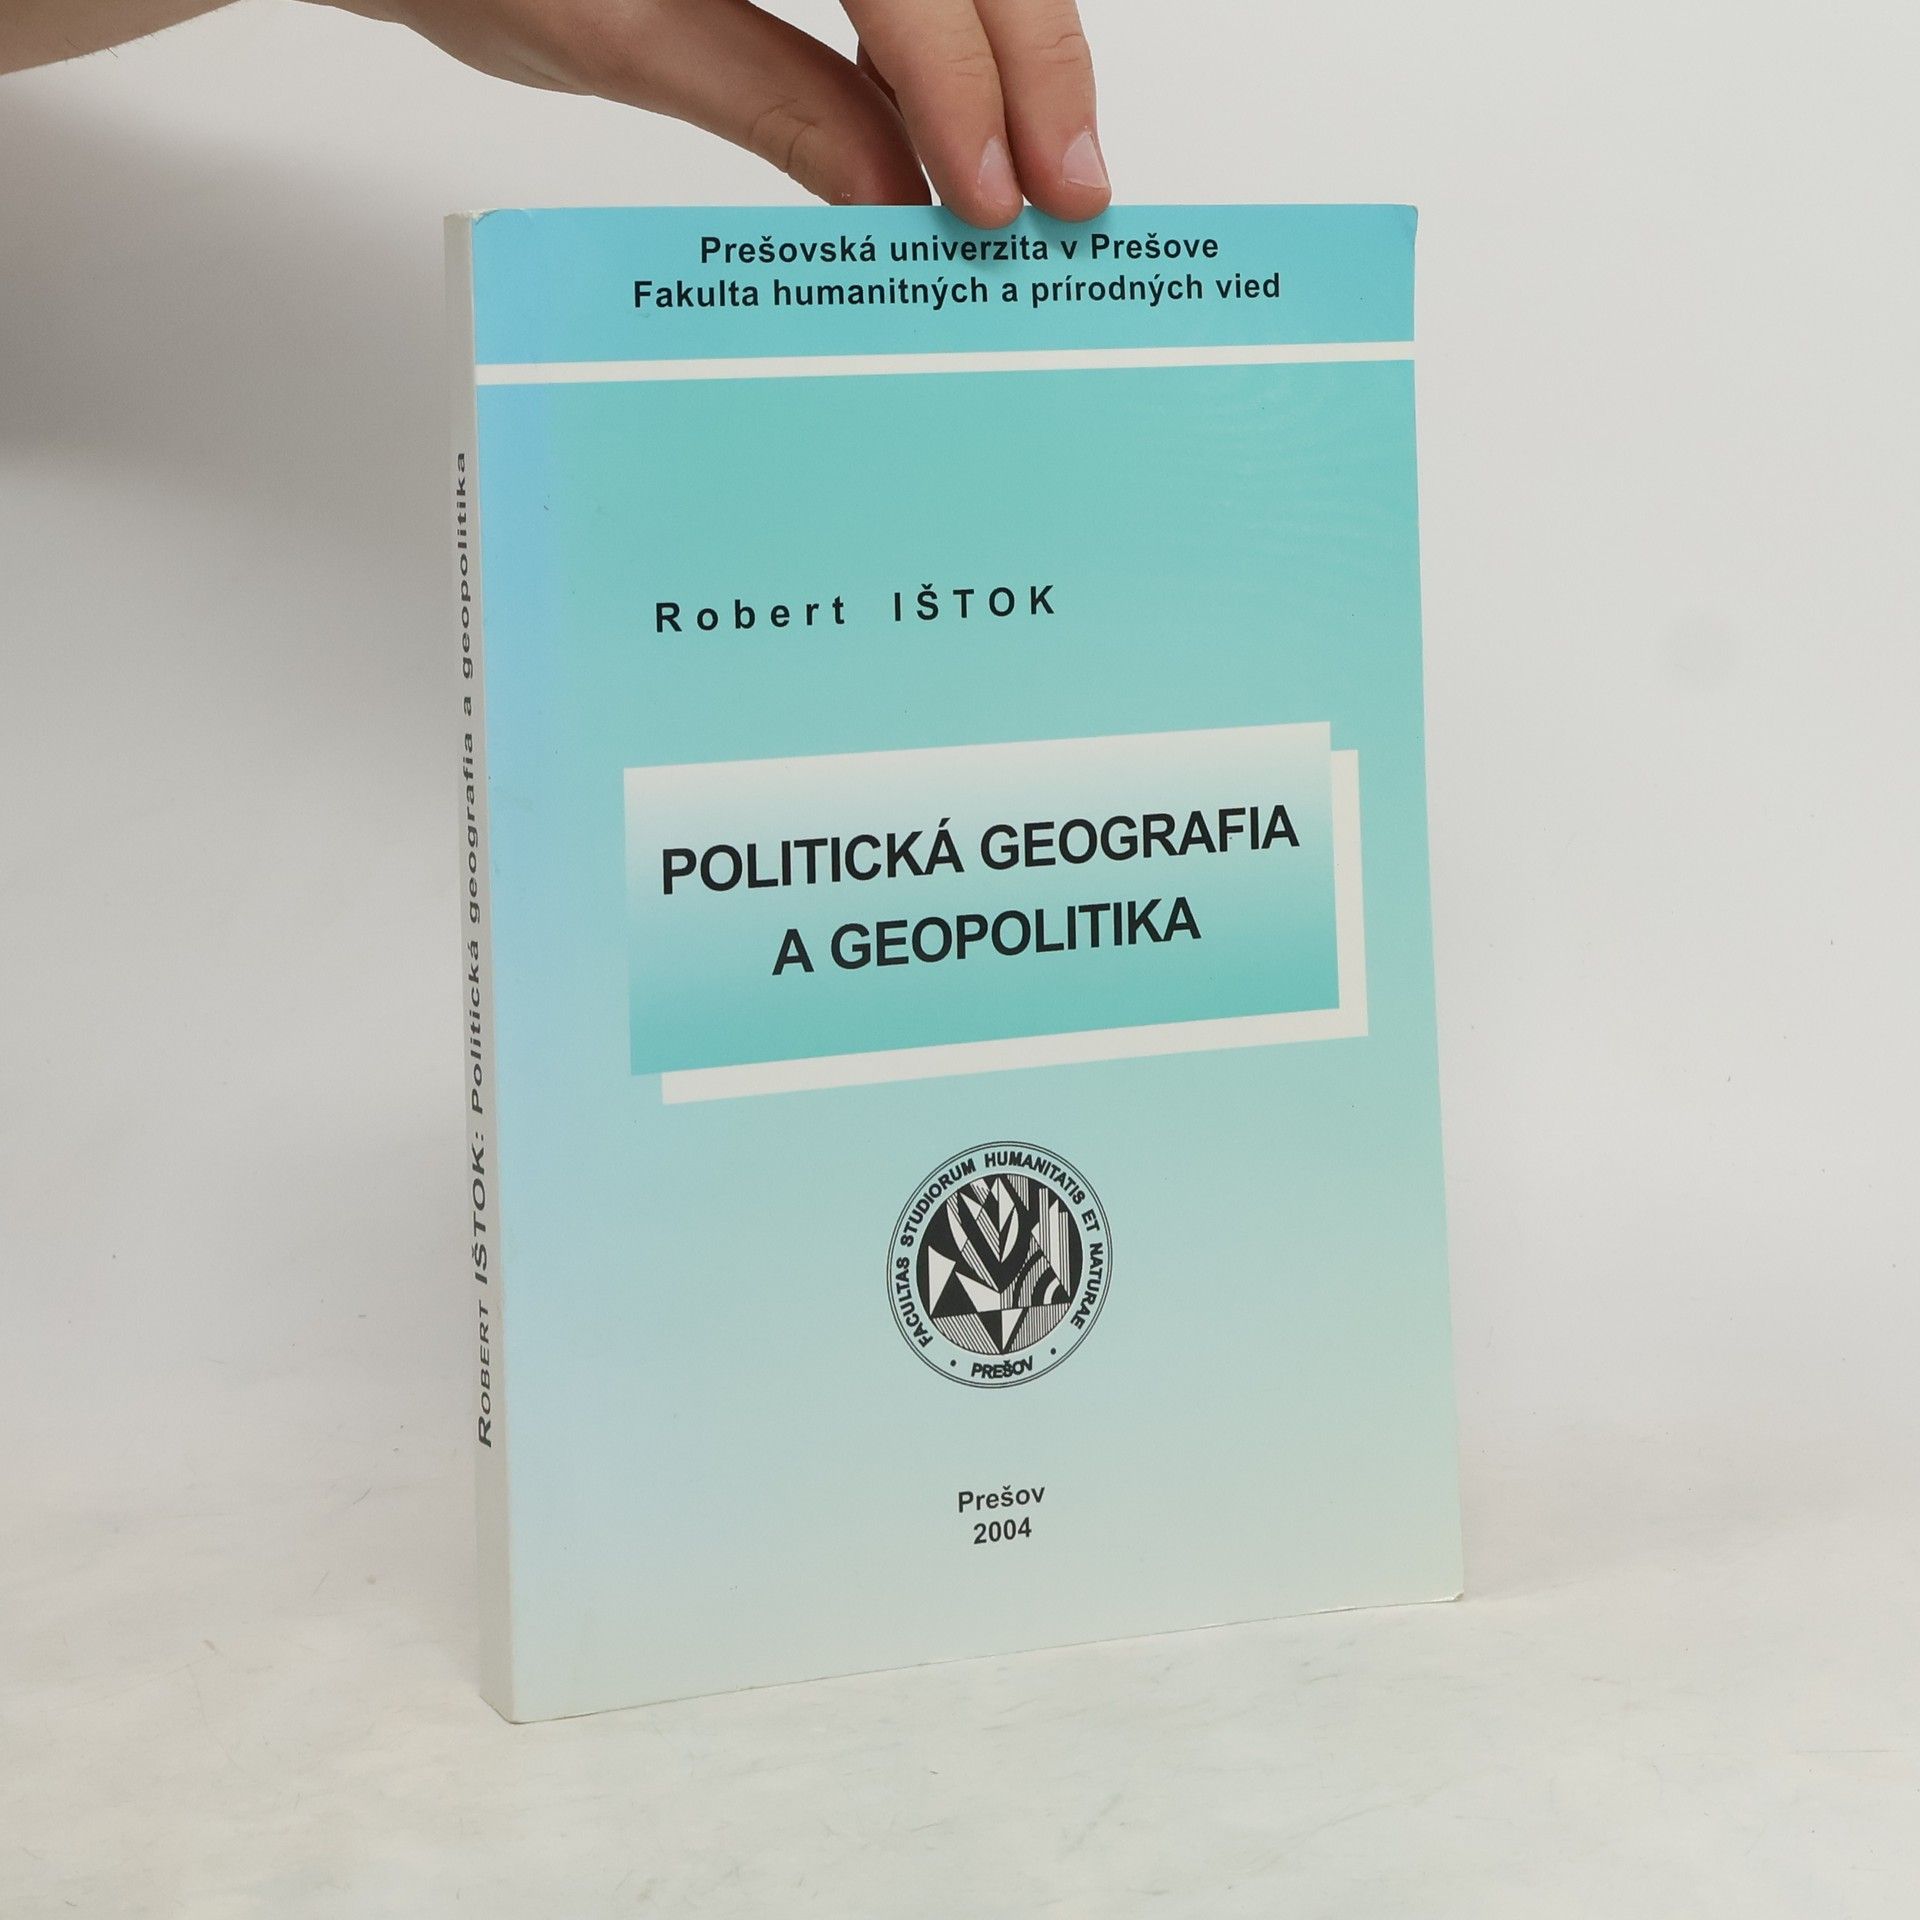 Prešovská univerzita v Prešove
Fakulta humanitných a prírodných vied
Robert IŠTOK
POLITICKÁ GEOGRAFIA
A GEOPOLITIKA
FACULTAS STUDIORUM HUMANITATIS ET NATURAE
• PREŠOV •
Prešov
2004
ROBERT IŠTOK: Politická geografia a geopolitika